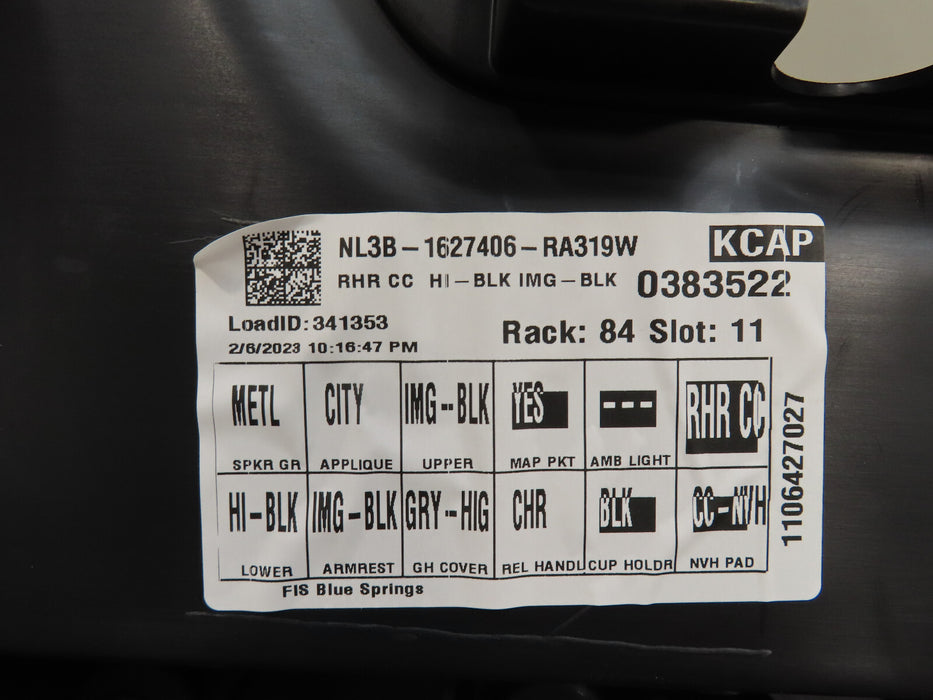 NL3B-1627406-RA319W
KCAP
RHR CC HI-BLK IMG-BLK
0383522
LoadID: 341353
2/6/2023 10:16:47 PM
Rack: 84 Slot: 11
METL CITY IMG--BLK YES --- RHR CC
SPKR GR APPLIQUE UPPER MAP PKT AMB LIGHT
HI-BLK IMG-BLK GRY--HIG CHR BLK CC-NVH
LOWER ARMREST GH COVER REL HANDL CUP HOLDR NVH PAD
FIS Blue Springs
1106427027